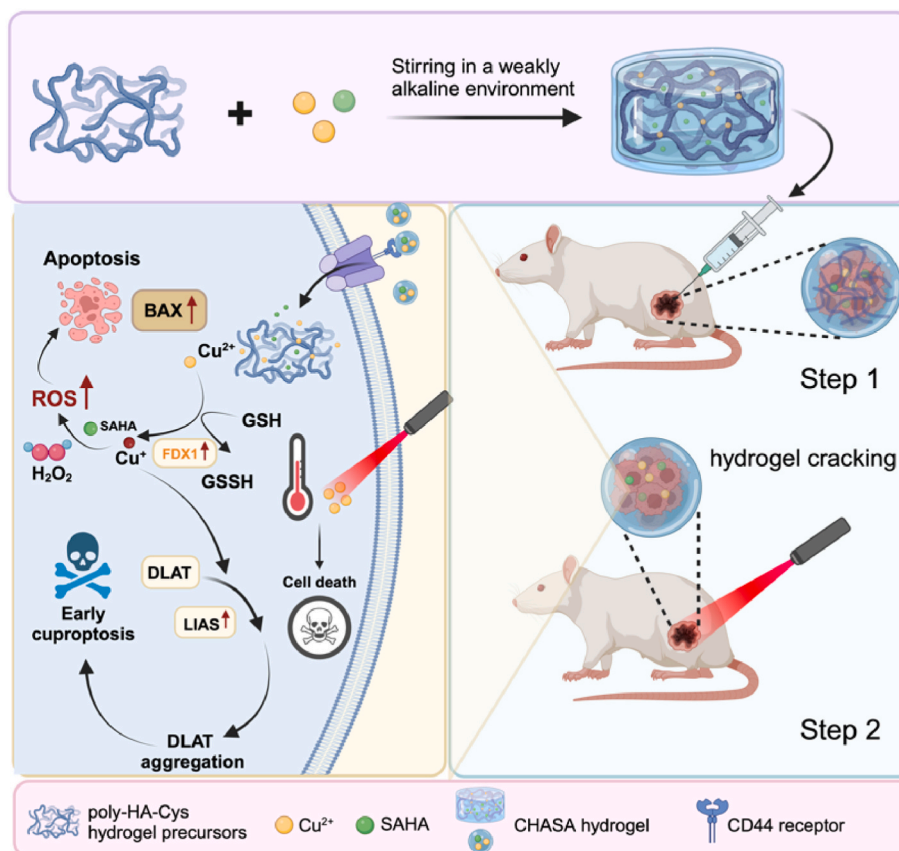 Stirring in a weakly
alkaline environment
+
Apoptosis
BAX
Cu²⁺
ROS
SAHA
H₂O₂
Cu⁺
FDX1
GSH
GSSH
DLAT
LIAS
Early
cuproptosis
DLAT
aggregation
Cell death
Step 1
hydrogel cracking
Step 2
poly-HA-Cys
hydrogel precursors
Cu²⁺
SAHA
CHASA hydrogel
CD44 receptor